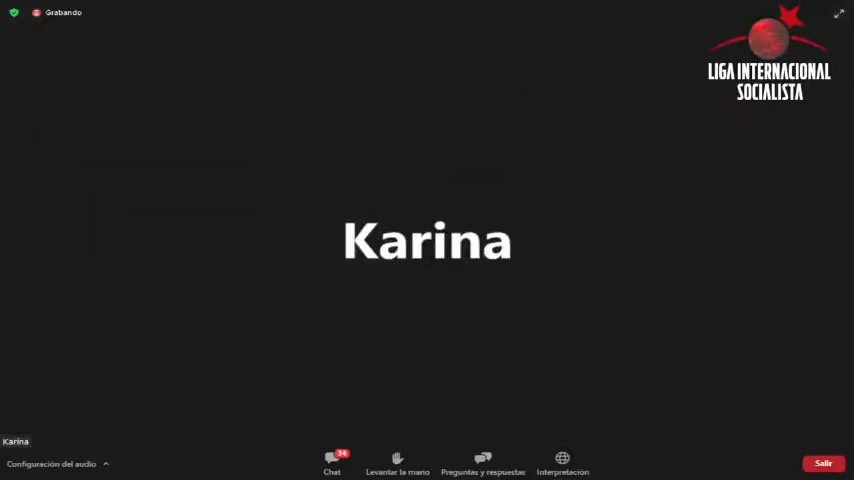 Grabando
LIGA INTERNACIONAL
SOCIALISTA
Karina
Karina
Configuración del audio
34
Chat
Levantar la mano
Preguntas y respuestas
Interpretación
Salir